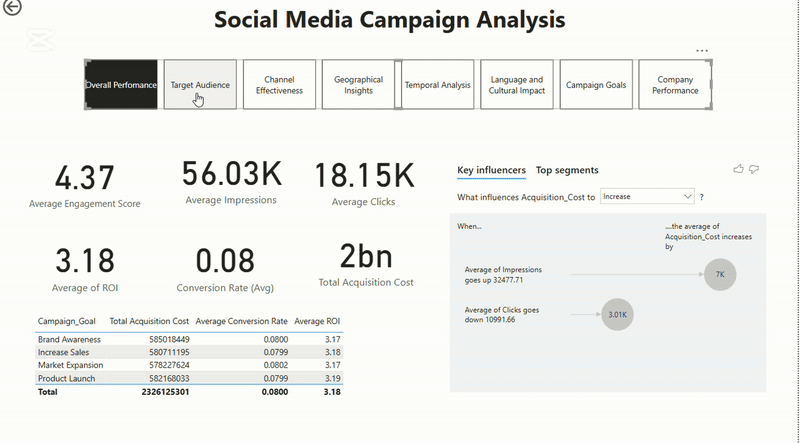 Social Media Campaign Analysis
Overall Perfomance
Target Audience
Channel
Effectiveness
Geographical
Insights
Temporal Analysis
Language and
Cultural Impact
Campaign Goals
Company
Performance
4.37
Average Engagement Score
56.03K
Average Impressions
18.15K
Average Clicks
3.18
Average of ROI
0.08
Conversion Rate (Avg)
2bn
Total Acquisition Cost
Key influencers Top segments
What influences Acquisition_Cost to Increase ?
When...
....the average of
Acquisition_Cost increases
by
Average of Impressions
goes up 32477.71
7K
Average of Clicks goes
down 10991.66
3.01K
Campaign_Goal Total Acquisition Cost Average Conversion Rate Average ROI
Brand Awareness 585018449 0.0800 3.17
Increase Sales 580711195 0.0799 3.18
Market Expansion 578227624 0.0802 3.17
Product Launch 582168033 0.0799 3.19
Total 2326125301 0.0800 3.18